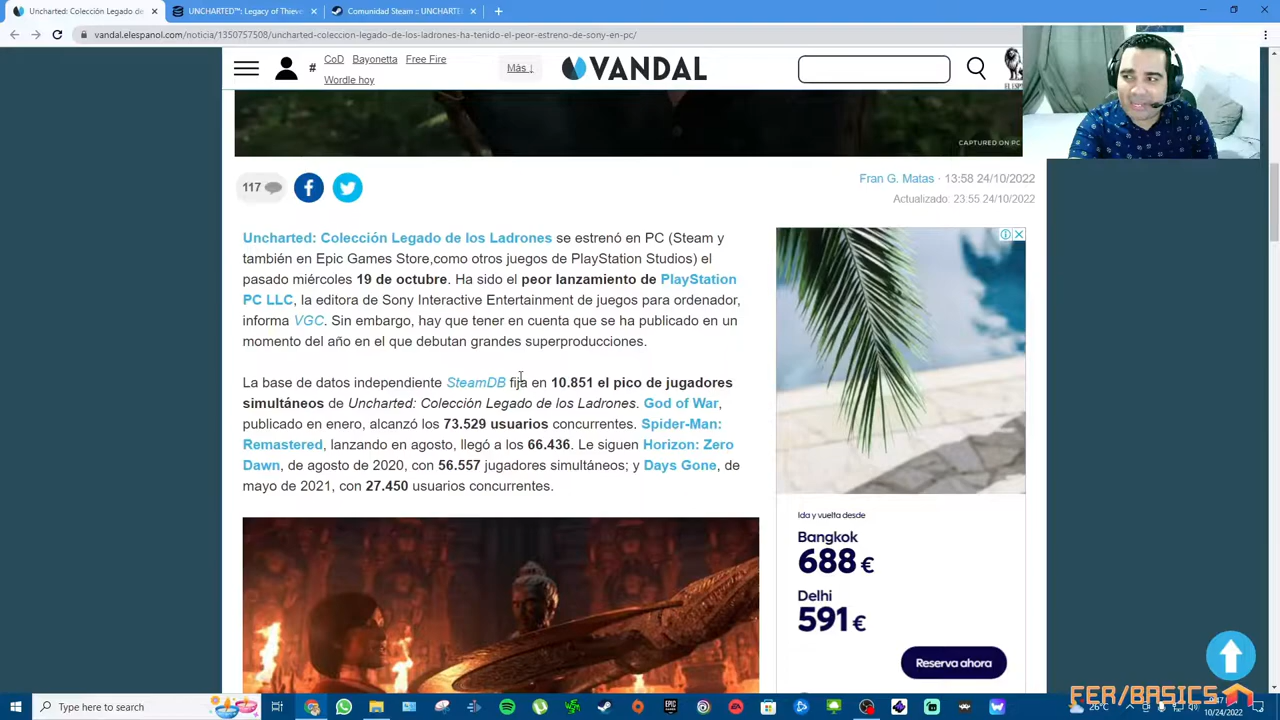 Uncharted: Colección Legado de
UNCHARTED™: Legacy of Thieve
Comunidad Steam :: UNCHARTE
vandal.elespanol.com/noticia/1350757508/uncharted-coleccion-legado-de-los-lad
tenido-el-peor-estreno-de-sony-en-pc/
# CoD Bayonetta Free Fire
Wordle hoy
Más ↓
VANDAL
CAPTURED ON PC
117
Fran G. Matas · 13:58 24/10/2022
Actualizado: 23:55 24/10/2022
Uncharted: Colección Legado de los Ladrones se estrenó en PC (Steam y
también en Epic Games Store,como otros juegos de PlayStation Studios) el
pasado miércoles 19 de octubre. Ha sido el peor lanzamiento de PlayStation
PC LLC, la editora de Sony Interactive Entertainment de juegos para ordenador,
informa VGC. Sin embargo, hay que tener en cuenta que se ha publicado en un
momento del año en el que debutan grandes superproducciones.
La base de datos independiente SteamDB fija en 10.851 el pico de jugadores
simultáneos de Uncharted: Colección Legado de los Ladrones. God of War,
publicado en enero, alcanzó los 73.529 usuarios concurrentes. Spider-Man:
Remastered, lanzando en agosto, llegó a los 66.436. Le siguen Horizon: Zero
Dawn, de agosto de 2020, con 56.557 jugadores simultáneos; y Days Gone, de
mayo de 2021, con 27.450 usuarios concurrentes.
Ida y vuelta desde
Bangkok
688 €
Delhi
591 €
Reserva ahora
FER/BASICS
Type here to search
26°C
10/24/2022